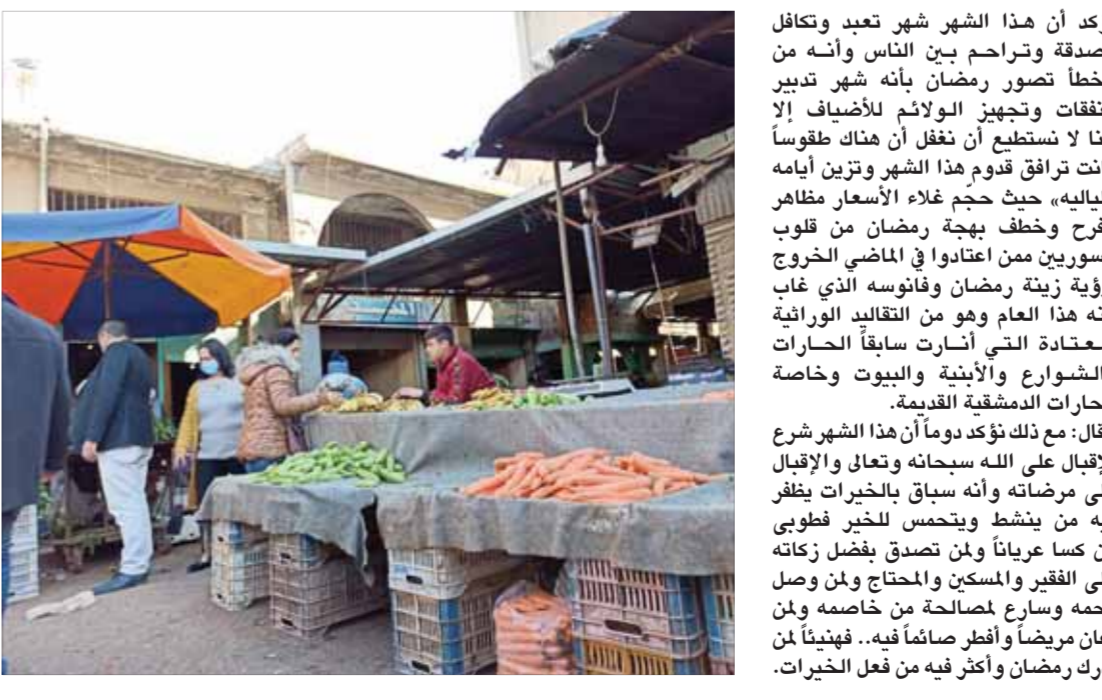 كد أن هذا الشهر شهر تعبد وتكافل
صدقة وتراحم بين الناس وأنه من
خطأ تصور رمضان بأنه شهر تدبير
نفقات وتجهيز الولائم للأضياف إلا
نا لا نستطيع أن نغفل أن هناك طقوساً
انت ترافق قدوم هذا الشهر وتزين أيامه
لياليه» حيث حجّم غلاء الأسعار مظاهر
فرح وخطف بهجة رمضان من قلوب
سوريين ممن اعتادوا في الماضي الخروج
رؤية زينة رمضان وفانوسه الذي غاب
نه هذا العام وهو من التقاليد الوراثية
معتادة التي أنارت سابقاً الحارات
الشوارع والأبنية والبيوت وخاصة
حارات الدمشقية القديمة.
قال: مع ذلك نؤكد دوماً أن هذا الشهر شرع
لإقبال على الله سبحانه وتعالى والإقبال
لى مرضاته وأنه سباق بالخيرات يظفر
يه من ينشط ويتحمس للخير فطوبى
ن كسا عرياناً ولمن تصدق بفضل زكاته
لى الفقير والمسكين والمحتاج ولمن وصل
حمه وسارع لمصالحة من خاصمه ولمن
عان مريضاً وأفطر صائماً فيه.. فهنيئاً لمن
درك رمضان وأكثر فيه من فعل الخيرات.